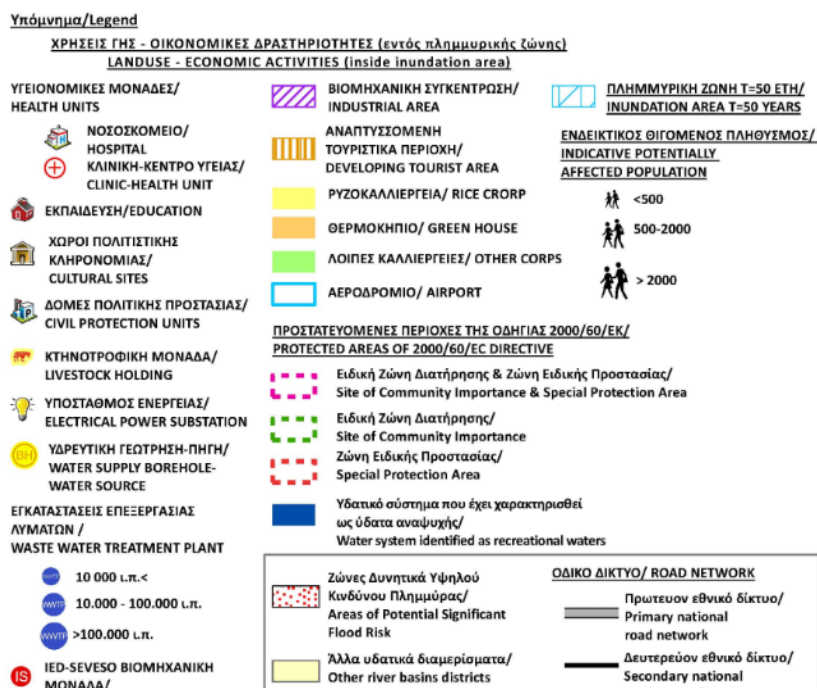 Υπόμνημα/Legend
ΧΡΗΣΕΙΣ ΓΗΣ - ΟΙΚΟΝΟΜΙΚΕΣ ΔΡΑΣΤΗΡΙΟΤΗΤΕΣ (εντός πλημμυρικής ζώνης)
LANDUSE - ECONOMIC ACTIVITIES (inside inundation area)
ΥΓΕΙΟΝΟΜΙΚΕΣ ΜΟΝΑΔΕΣ/
HEALTH UNITS
ΝΟΣΟΣΚΟΜΕΙΟ/
HOSPITAL
ΚΛΙΝΙΚΗ-ΚΕΝΤΡΟ ΥΓΕΙΑΣ/
CLINIC-HEALTH UNIT
ΕΚΠΑΙΔΕΥΣΗ/EDUCATION
ΧΩΡΟΙ ΠΟΛΙΤΙΣΤΙΚΗΣ
ΚΛΗΡΟΝΟΜΙΑΣ/
CULTURAL SITES
ΔΟΜΕΣ ΠΟΛΙΤΙΚΗΣ ΠΡΟΣΤΑΣΙΑΣ/
CIVIL PROTECTION UNITS
ΚΤΗΝΟΤΡΟΦΙΚΗ ΜΟΝΑΔΑ/
LIVESTOCK HOLDING
ΥΠΟΣΤΑΘΜΟΣ ΕΝΕΡΓΕΙΑΣ/
ELECTRICAL POWER SUBSTATION
BH
ΥΔΡΕΥΤΙΚΗ ΓΕΩΤΡΗΣΗ-ΠΗΓΗ/
WATER SUPPLY BOREHOLE-
WATER SOURCE
ΕΓΚΑΤΑΣΤΑΣΕΙΣ ΕΠΕΞΕΡΓΑΣΙΑΣ
ΛΥΜΑΤΩΝ /
WASTE WATER TREATMENT PLANT
WWTP 10 000 ι.π.<
WWTP 10.000 - 100.000 ι.π.
WWTP >100.000 ι.π.
IS IED-SEVESO ΒΙΟΜΗΧΑΝΙΚΗ
ΜΟΝΑΔΑ/
ΒΙΟΜΗΧΑΝΙΚΗ ΣΥΓΚΕΝΤΡΩΣΗ/
INDUSTRIAL AREA
ΑΝΑΠΤΥΣΣΟΜΕΝΗ
ΤΟΥΡΙΣΤΙΚΑ ΠΕΡΙΟΧΗ/
DEVELOPING TOURIST AREA
ΡΥΖΟΚΑΛΛΙΕΡΓΕΙΑ/ RICE CRORP
ΘΕΡΜΟΚΗΠΙΟ/ GREEN HOUSE
ΛΟΙΠΕΣ ΚΑΛΛΙΕΡΓΕΙΕΣ/ OTHER CORPS
ΑΕΡΟΔΡΟΜΙΟ/ AIRPORT
ΠΛΗΜΜΥΡΙΚΗ ΖΩΝΗ T=50 ΕΤΗ/
INUNDATION AREA T=50 YEARS
ΕΝΔΕΙΚΤΙΚΟΣ ΘΙΓΟΜΕΝΟΣ ΠΛΗΘΥΣΜΟΣ/
INDICATIVE POTENTIALLY
AFFECTED POPULATION
<500
500-2000
> 2000
ΠΡΟΣΤΑΤΕΥΟΜΕΝΕΣ ΠΕΡΙΟΧΕΣ ΤΗΣ ΟΔΗΓΙΑΣ 2000/60/ΕΚ/
PROTECTED AREAS OF 2000/60/EC DIRECTIVE
Ειδική Ζώνη Διατήρησης & Ζώνη Ειδικής Προστασίας/
Site of Community Importance & Special Protection Area
Ειδική Ζώνη Διατήρησης/
Site of Community Importance
Ζώνη Ειδικής Προστασίας/
Special Protection Area
Υδατικό σύστημα που έχει χαρακτηρισθεί
ως ύδατα αναψυχής/
Water system identified as recreational waters
Ζώνες Δυνητικά Υψηλού
Κινδύνου Πλημμύρας/
Areas of Potential Significant
Flood Risk
Άλλα υδατικά διαμερίσματα/
Other river basins districts
ΟΔΙΚΟ ΔΙΚΤΥΟ/ ROAD NETWORK
Πρωτευον εθνικό δίκτυο/
Primary national
road network
Δευτερεύον εθνικό δίκτυο/
Secondary national